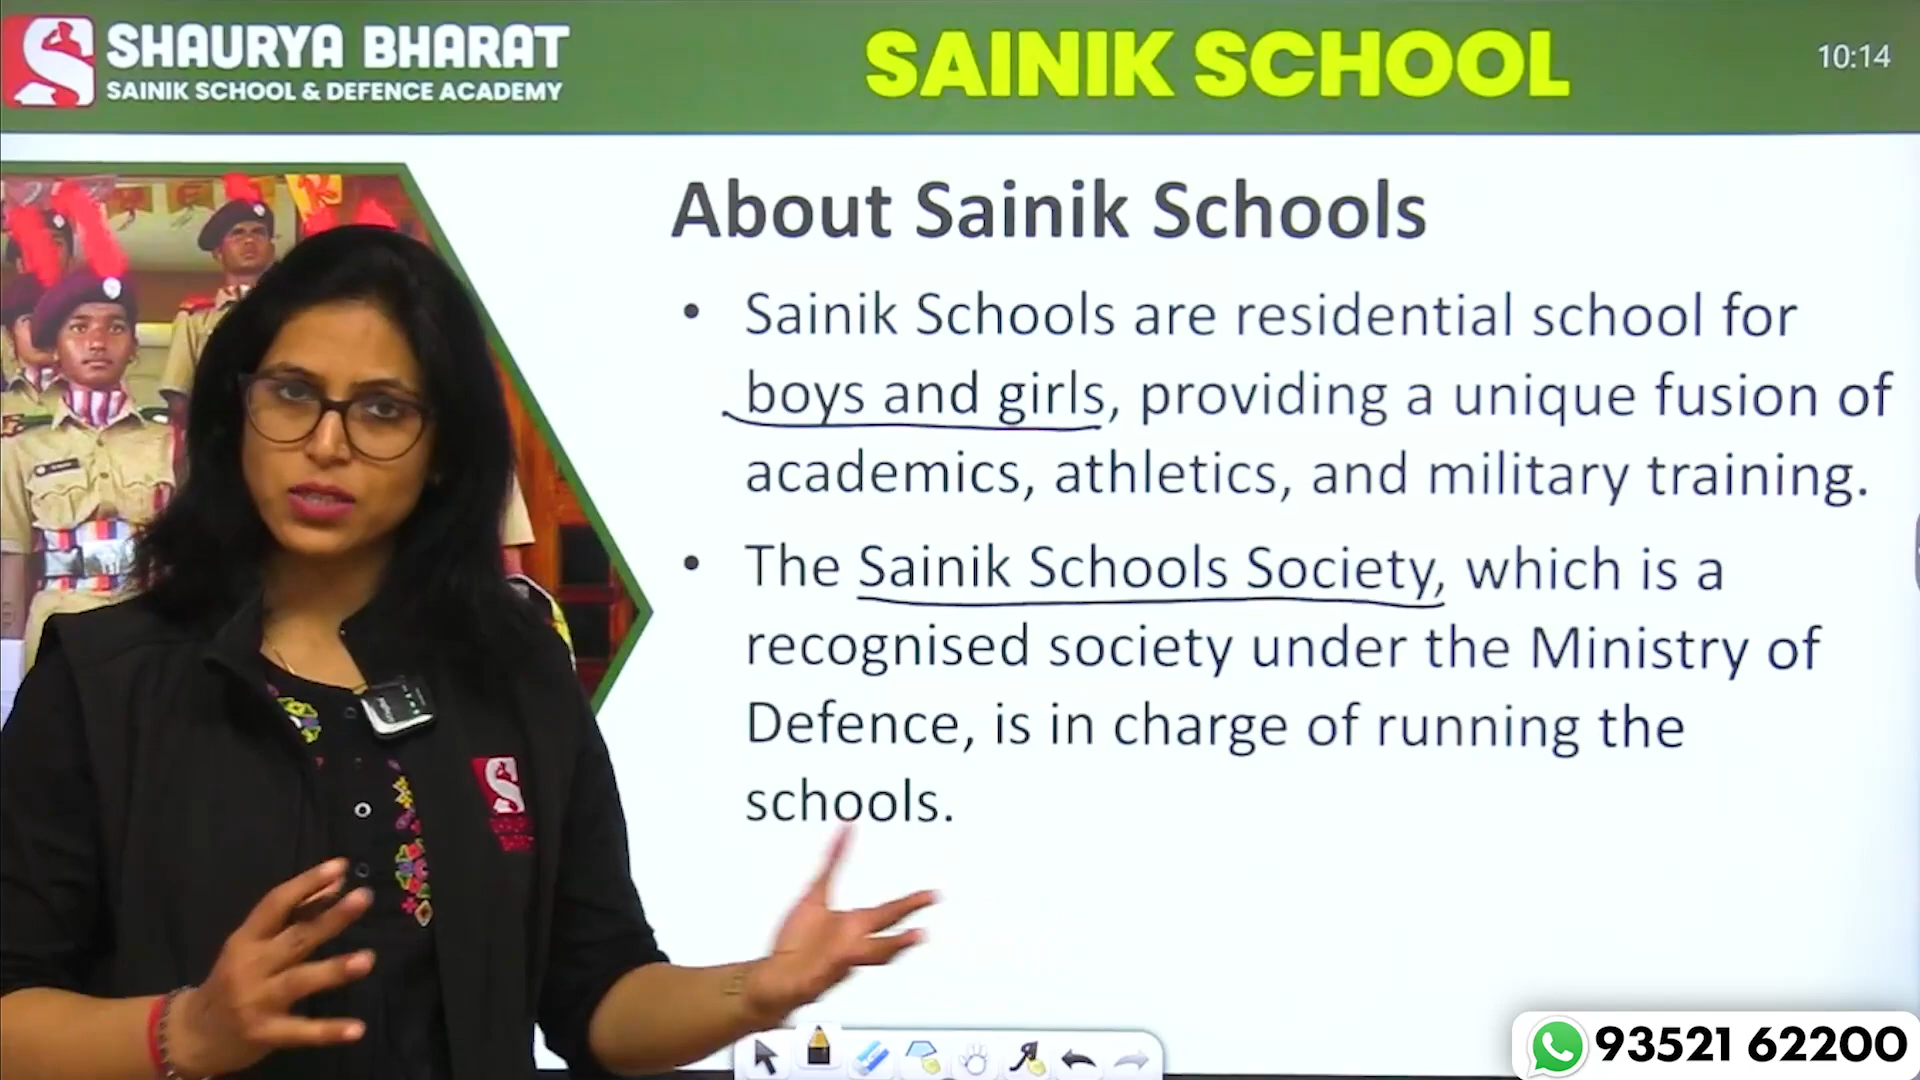 SHAURYA BHARAT
SAINIK SCHOOL & DEFENCE ACADEMY
SAINIK SCHOOL
10:14
About Sainik Schools
• Sainik Schools are residential school for
boys and girls, providing a unique fusion of
academics, athletics, and military training.
• The Sainik Schools Society, which is a
recognised society under the Ministry of
Defence, is in charge of running the
schools.
93521 62200